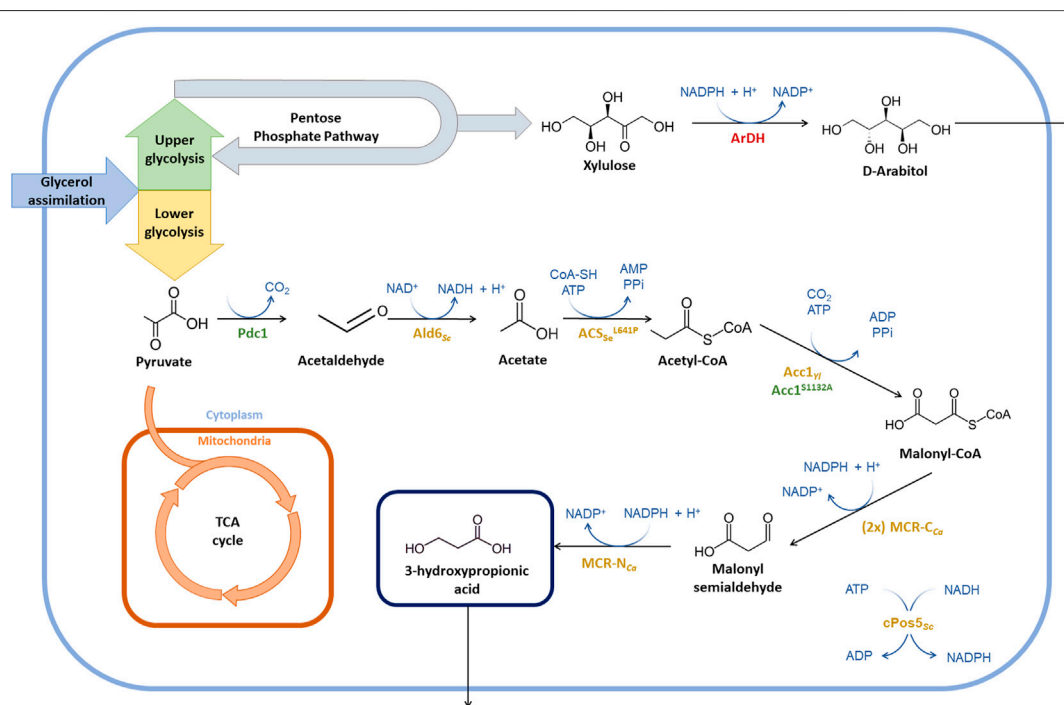 Pentose
Phosphate Pathway
Upper
glycolysis
Glycerol
assimilation
Lower
glycolysis
OH
HO
OH
OH
O
Xylulose
NADPH + H⁺
NADP⁺
ArDH
OH
HO
OH
OH
OH
D-Arabitol
O
OH
O
Pyruvate
CO₂
Pdc1
O
Acetaldehyde
NAD⁺
NADH + H⁺
Ald6Sc
O
OH
Acetate
CoA-SH
ATP
AMP
PPi
ACSSe L641P
O
S
CoA
Acetyl-CoA
CO₂
ATP
ADP
PPi
Acc1Yl
Acc1S1132A
O
O
HO
S
CoA
Malonyl-CoA
NADPH + H⁺
NADP⁺
(2x) MCR-CCa
O
O
HO
Malonyl
semialdehyde
NADP⁺
NADPH + H⁺
MCR-NCa
O
HO
OH
3-hydroxypropionic
acid
Cytoplasm
Mitochondria
TCA
cycle
ATP
NADH
cPos5Sc
ADP
NADPH